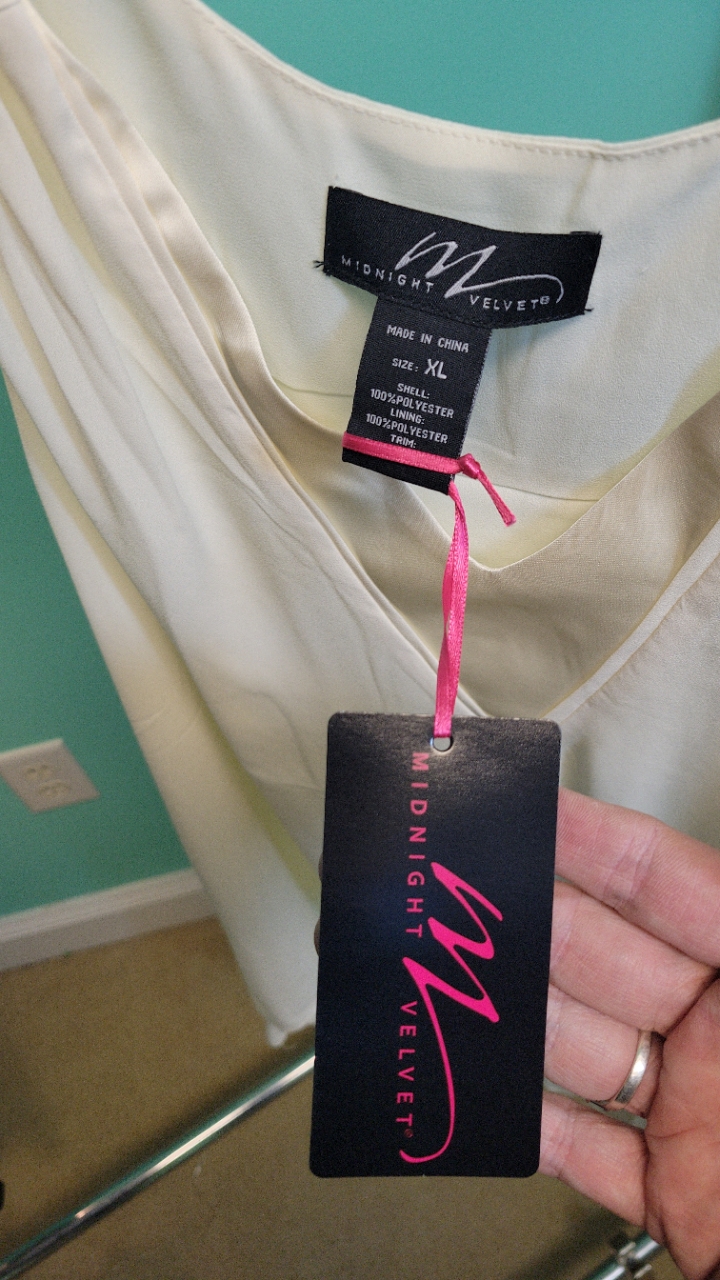 MIDNIGHT VELVET®
MADE IN CHINA
SIZE: XL
SHELL:
100%POLYESTER
LINING:
100%POLYESTER
TRIM:
MIDNIGHT VELVET®